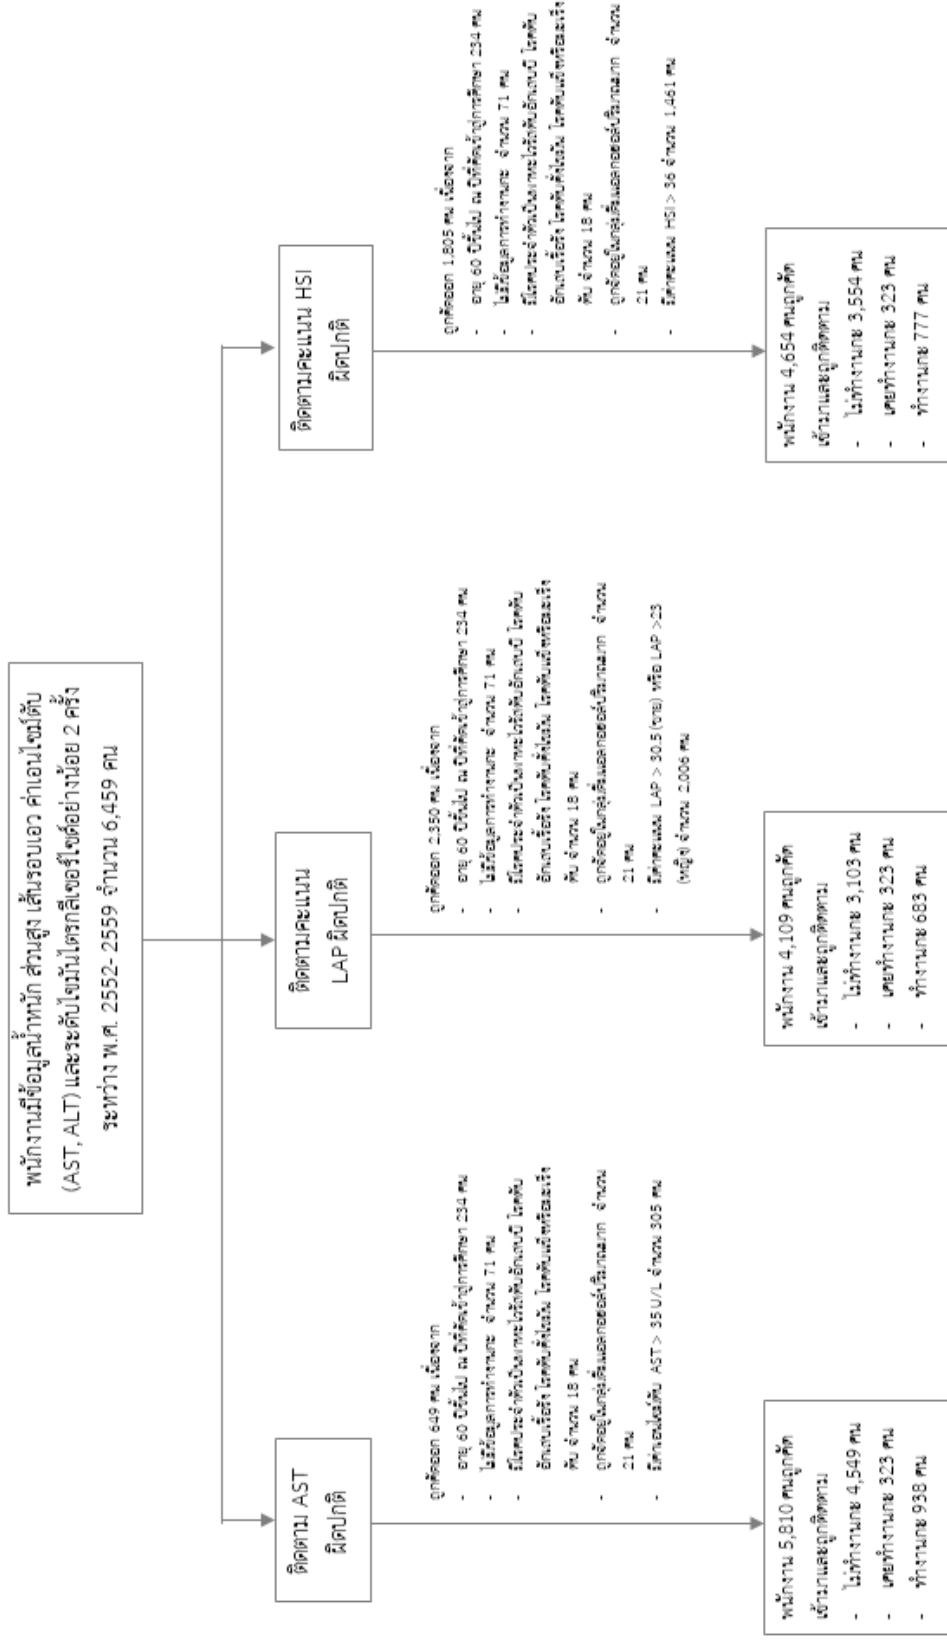 พนักงานมีข้อมูลน้ำหนัก ส่วนสูง เส้นรอบเอว ค่าเอนไซม์ตับ
(AST, ALT) และระดับไขมันไตรกลีเซอร์ไรด์อย่างน้อย 2 ครั้ง
ระหว่าง พ.ศ. 2552- 2559 จำนวน 6,459 คน
ติดตาม AST
ผิดปกติ
ถูกคัดออก 649 คน เนื่องจาก
- อายุ 60 ปีขึ้นไป ณ ปีที่คัดเข้าสู่การศึกษา 234 คน
- ไม่มีข้อมูลการทำงานกะ จำนวน 71 คน
- มีโรคประจำตัวเป็นพาหะไวรัสตับอักเสบบี โรคตับ
อักเสบเรื้อรัง โรคตับคั่งไขมัน โรคตับแข็งหรือมะเร็ง
ตับ จำนวน 18 คน
- ถูกจัดอยู่ในกลุ่มดื่มแอลกอฮอล์ปริมาณมาก จำนวน
21 คน
- มีค่าเอนไซม์ตับ AST > 35 U/L จำนวน 305 คน
พนักงาน 5,810 คนถูกคัด
เข้ามาและถูกติดตาม
- ไม่ทำงานกะ 4,549 คน
- เคยทำงานกะ 323 คน
- ทำงานกะ 938 คน
ติดตามคะแนน
LAP ผิดปกติ
ถูกคัดออก 2,350 คน เนื่องจาก
- อายุ 60 ปีขึ้นไป ณ ปีที่คัดเข้าสู่การศึกษา 234 คน
- ไม่มีข้อมูลการทำงานกะ จำนวน 71 คน
- มีโรคประจำตัวเป็นพาหะไวรัสตับอักเสบบี โรคตับ
อักเสบเรื้อรัง โรคตับคั่งไขมัน โรคตับแข็งหรือมะเร็ง
ตับ จำนวน 18 คน
- ถูกจัดอยู่ในกลุ่มดื่มแอลกอฮอล์ปริมาณมาก จำนวน
21 คน
- มีค่าคะแนน LAP > 30.5 (ชาย) หรือ LAP >23
(หญิง) จำนวน 2,006 คน
พนักงาน 4,109 คนถูกคัด
เข้ามาและถูกติดตาม
- ไม่ทำงานกะ 3,103 คน
- เคยทำงานกะ 323 คน
- ทำงานกะ 683 คน
ติดตามคะแนน HSI
ผิดปกติ
ถูกคัดออก 1,805 คน เนื่องจาก
- อายุ 60 ปีขึ้นไป ณ ปีที่คัดเข้าสู่การศึกษา 234 คน
- ไม่มีข้อมูลการทำงานกะ จำนวน 71 คน
- มีโรคประจำตัวเป็นพาหะไวรัสตับอักเสบบี โรคตับ
อักเสบเรื้อรัง โรคตับคั่งไขมัน โรคตับแข็งหรือมะเร็ง
ตับ จำนวน 18 คน
- ถูกจัดอยู่ในกลุ่มดื่มแอลกอฮอล์ปริมาณมาก จำนวน
21 คน
- มีค่าคะแนน HSI > 36 จำนวน 1,461 คน
พนักงาน 4,654 คนถูกคัด
เข้ามาและถูกติดตาม
- ไม่ทำงานกะ 3,554 คน
- เคยทำงานกะ 323 คน
- ทำงานกะ 777 คน